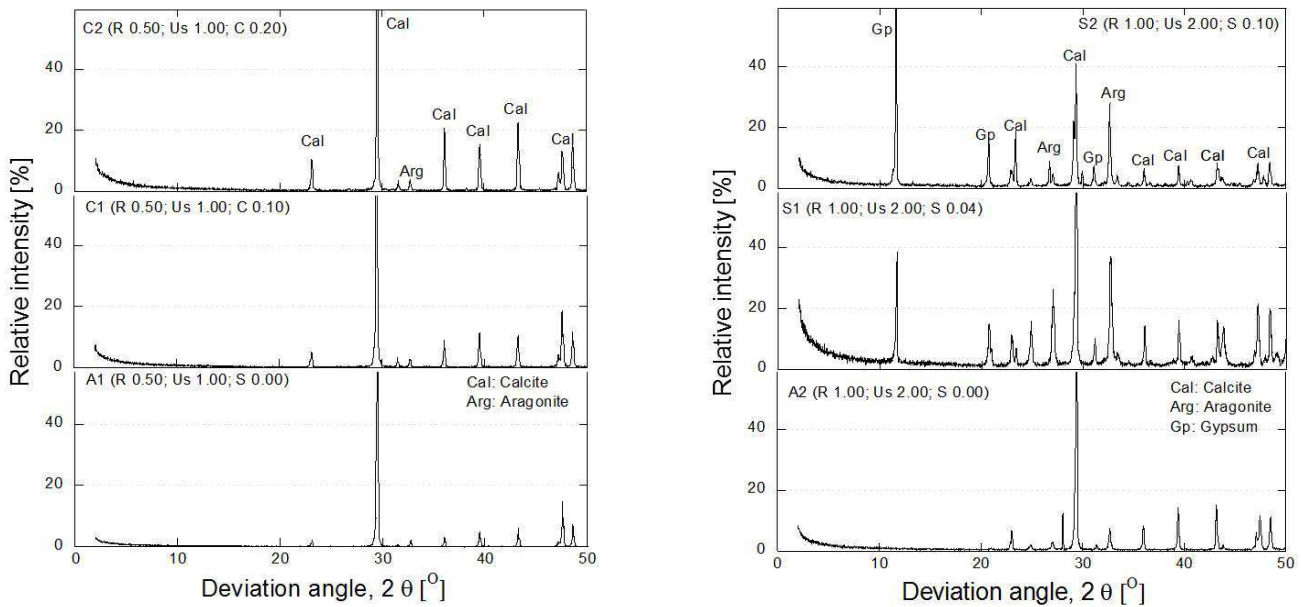 C2 (R 0.50; Us 1.00; C 0.20)
Cal
Cal
Arg
Cal
Cal
Cal
Cal
40
20
0
C1 (R 0.50; Us 1.00; C 0.10)
40
20
0
A1 (R 0.50; Us 1.00; S 0.00)
Cal: Calcite
Arg: Aragonite
40
20
0
0 10 20 30 40 50
Relative intensity [%]
Deviation angle, 2 θ [O]
S2 (R 1.00; Us 2.00; S 0.10)
Gp
Gp
Cal
Cal
Arg
Gp
Arg
Cal
Cal
Cal
Cal
40
20
0
S1 (R 1.00; Us 2.00; S 0.04)
40
20
0
A2 (R 1.00; Us 2.00; S 0.00)
Cal: Calcite
Arg: Aragonite
Gp: Gypsum
40
20
0
0 10 20 30 40 50
Relative intensity [%]
Deviation angle, 2 θ [O]